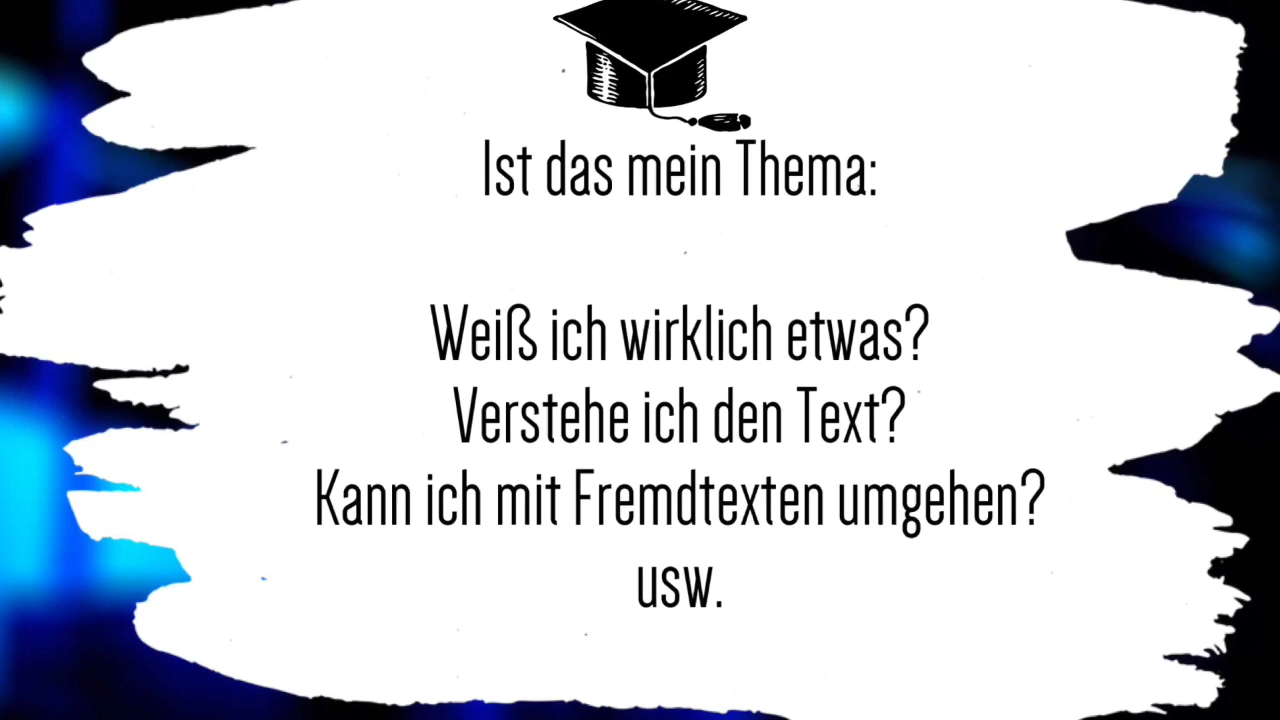 Ist das mein Thema:
Weiß ich wirklich etwas?
Verstehe ich den Text?
Kann ich mit Fremdtexten umgehen?
usw.